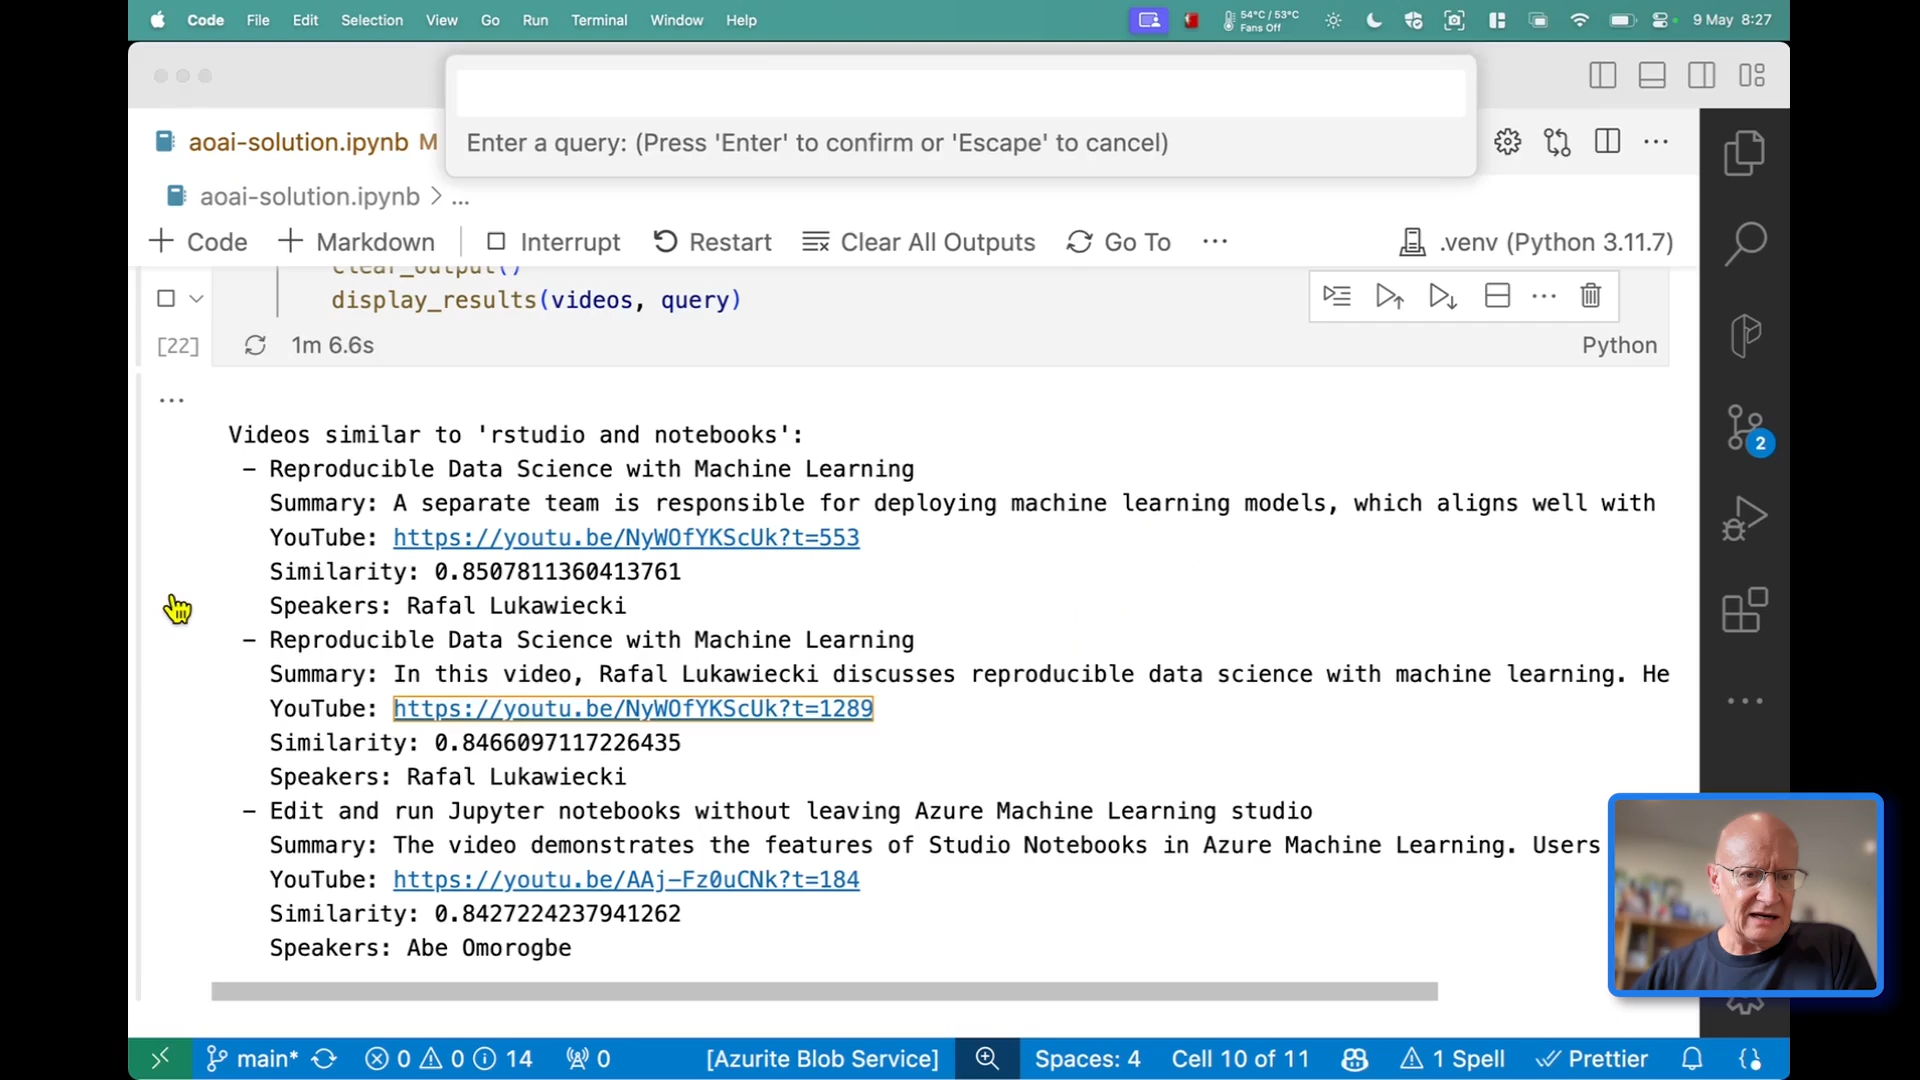 Code File Edit Selection View Go Run Terminal Window Help 54°C / 53°C Fans Off 9 May 8:27
Enter a query: (Press 'Enter' to confirm or 'Escape' to cancel)
aoai-solution.ipynb M
aoai-solution.ipynb > ...
Code Markdown Interrupt Restart Clear All Outputs Go To ... .venv (Python 3.11.7)
clear_output()
display_results(videos, query)
[22] 1m 6.6s Python
...
Videos similar to 'rstudio and notebooks':
- Reproducible Data Science with Machine Learning
Summary: A separate team is responsible for deploying machine learning models, which aligns well with
YouTube: https://youtu.be/NyWOfYKScUk?t=553
Similarity: 0.8507811360413761
Speakers: Rafal Lukawiecki
- Reproducible Data Science with Machine Learning
Summary: In this video, Rafal Lukawiecki discusses reproducible data science with machine learning. He
YouTube: https://youtu.be/NyWOfYKScUk?t=1289
Similarity: 0.8466097117226435
Speakers: Rafal Lukawiecki
- Edit and run Jupyter notebooks without leaving Azure Machine Learning studio
Summary: The video demonstrates the features of Studio Notebooks in Azure Machine Learning. Users
YouTube: https://youtu.be/AAj-Fz0uCNk?t=184
Similarity: 0.8427224237941262
Speakers: Abe Omorogbe
2
main* 0 0 14 0 [Azurite Blob Service] Spaces: 4 Cell 10 of 11 1 Spell Prettier